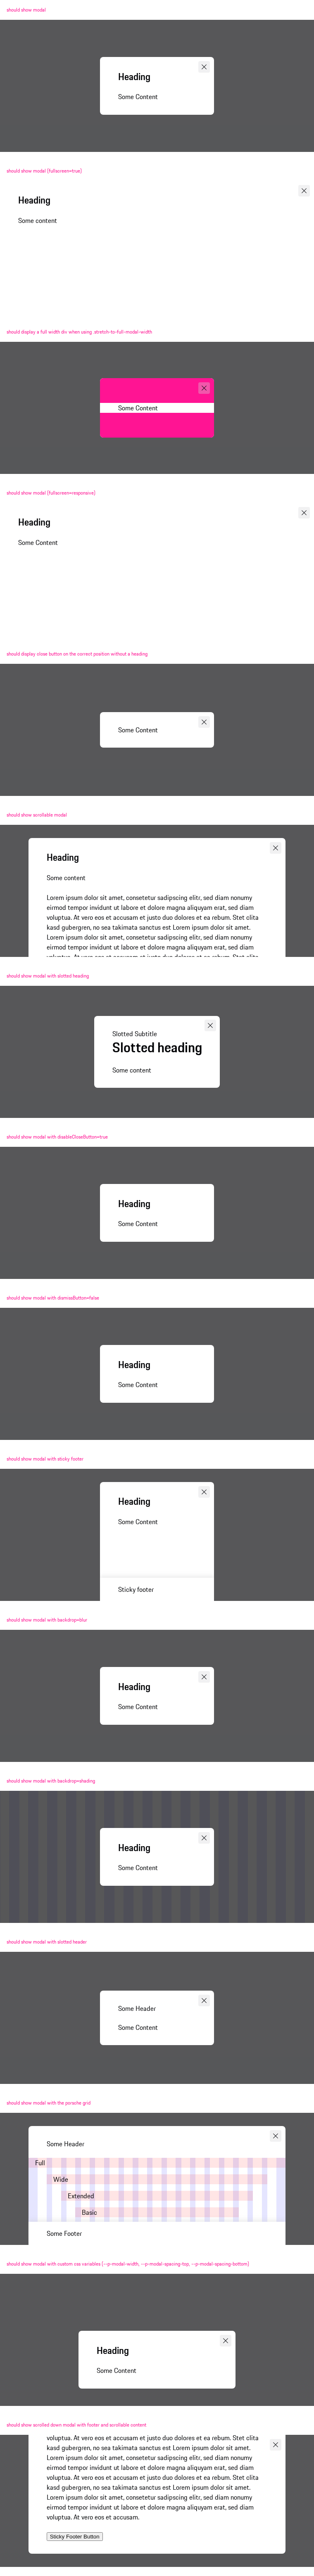 should show modal
Heading
Some Content
should show modal (fullscreen=true)
Heading
Some content
should display a full width div when using .stretch-to-full-modal-width
Some Content
should show modal (fullscreen=responsive)
Heading
Some Content
should display close button on the correct position without a heading
Some Content
should show scrollable modal
Heading
Some content
Lorem ipsum dolor sit amet, consetetur sadipscing elitr, sed diam nonumy
eirmod tempor invidunt ut labore et dolore magna aliquyam erat, sed diam
voluptua. At vero eos et accusam et justo duo dolores et ea rebum. Stet clita
kasd gubergren, no sea takimata sanctus est Lorem ipsum dolor sit amet.
Lorem ipsum dolor sit amet, consetetur sadipscing elitr, sed diam nonumy
eirmod tempor invidunt ut labore et dolore magna aliquyam erat, sed diam
voluptua. At vero eos et accusam et justo duo dolores et ea rebum. Stet clita
should show modal with slotted heading
Slotted Subtitle
Slotted heading
Some content
should show modal with disableCloseButton=true
Heading
Some Content
should show modal with dismissButton=false
Heading
Some Content
should show modal with sticky footer
Heading
Some Content
Sticky footer
should show modal with backdrop=blur
Heading
Some Content
should show modal with backdrop=shading
Heading
Some Content
should show modal with slotted header
Some Header
Some Content
should show modal with the porsche grid
Some Header
Full
Wide
Extended
Basic
Some Footer
should show modal with custom css variables (--p-modal-width, --p-modal-spacing-top, --p-modal-spacing-bottom)
Heading
Some Content
should show scrolled down modal with footer and scrollable content
voluptua. At vero eos et accusam et justo duo dolores et ea rebum. Stet clita
kasd gubergren, no sea takimata sanctus est Lorem ipsum dolor sit amet.
Lorem ipsum dolor sit amet, consetetur sadipscing elitr, sed diam nonumy
eirmod tempor invidunt ut labore et dolore magna aliquyam erat, sed diam
voluptua. At vero eos et accusam et justo duo dolores et ea rebum. Stet clita
kasd gubergren, no sea takimata sanctus est Lorem ipsum dolor sit amet.
Lorem ipsum dolor sit amet, consetetur sadipscing elitr, sed diam nonumy
eirmod tempor invidunt ut labore et dolore magna aliquyam erat, sed diam
voluptua. At vero eos et accusam.
Sticky Footer Button